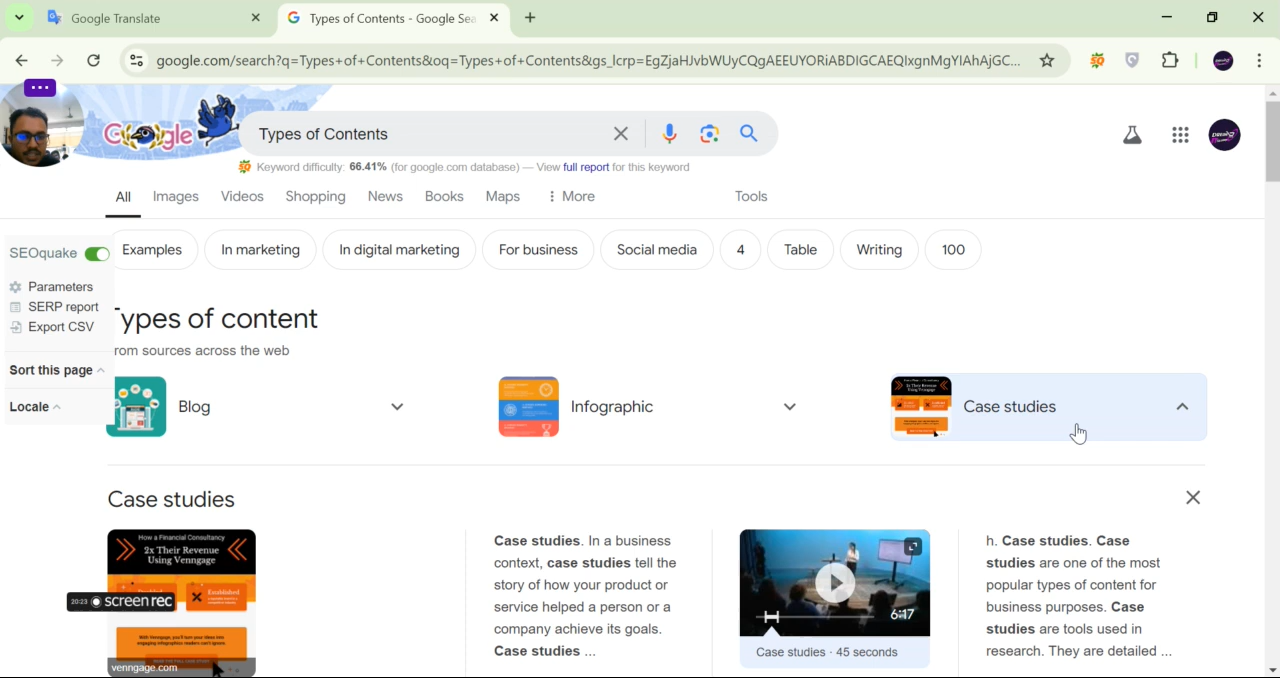 Google Translate
Types of Contents - Google Sea
google.com/search?q=Types+of+Contents&oq=Types+of+Contents&gs_lcrp=EgZjaHJvbWUyCQgAEEUYORiABDIGCAEQIxgnMgYIAhAjGC...
Google
Types of Contents
Keyword difficulty: 66.41% (for google.com database) — View full report for this keyword
All Images Videos Shopping News Books Maps More Tools
SEOquake
Examples In marketing In digital marketing For business Social media 4 Table Writing 100
Parameters
SERP report
Export CSV
Types of content
rom sources across the web
Sort this page
Locale
Blog Infographic Case studies
Case studies
How a Financial Consultancy
2x Their Revenue
Using Venngage
Established
20:23 screenrec
venngage.com
Case studies. In a business
context, case studies tell the
story of how your product or
service helped a person or a
company achieve its goals.
Case studies ...
6:17
Case studies · 45 seconds
h. Case studies. Case
studies are one of the most
popular types of content for
business purposes. Case
studies are tools used in
research. They are detailed ...